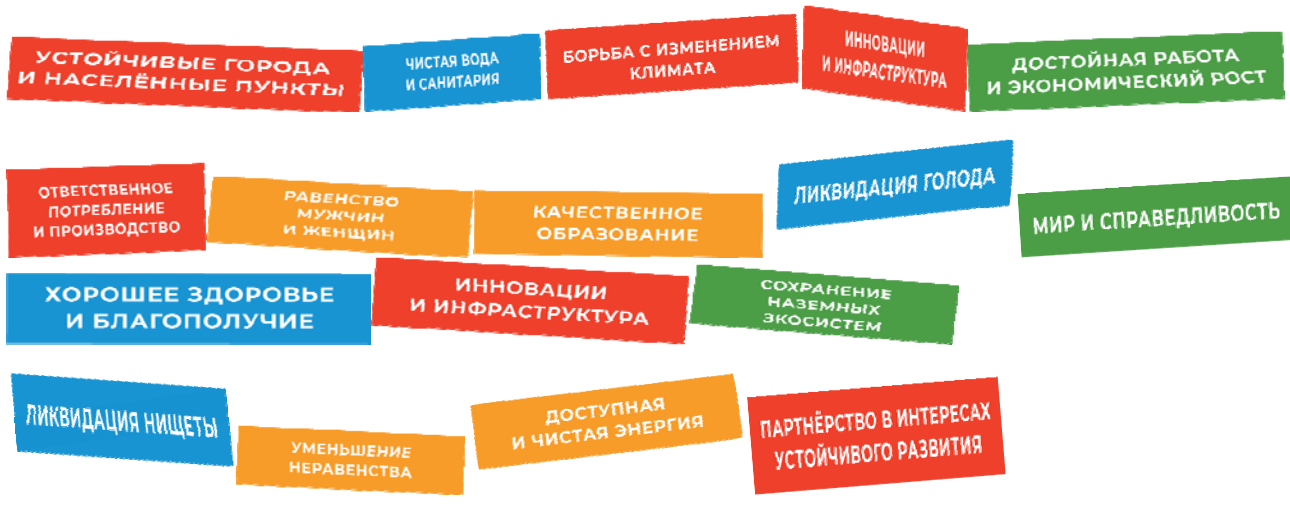 УСТОЙЧИВЫЕ ГОРОДА
И НАСЕЛЁННЫЕ ПУНКТЫ
ЧИСТАЯ ВОДА
И САНИТАРИЯ
БОРЬБА С ИЗМЕНЕНИЕМ
КЛИМАТА
ИННОВАЦИИ
И ИНФРАСТРУКТУРА
ДОСТОЙНАЯ РАБОТА
И ЭКОНОМИЧЕСКИЙ РОСТ
ОТВЕТСТВЕННОЕ
ПОТРЕБЛЕНИЕ
И ПРОИЗВОДСТВО
РАВЕНСТВО
МУЖЧИН
И ЖЕНЩИН
КАЧЕСТВЕННОЕ
ОБРАЗОВАНИЕ
ЛИКВИДАЦИЯ ГОЛОДА
МИР И СПРАВЕДЛИВОСТЬ
ХОРОШЕЕ ЗДОРОВЬЕ
И БЛАГОПОЛУЧИЕ
ИННОВАЦИИ
И ИНФРАСТРУКТУРА
СОХРАНЕНИЕ
НАЗЕМНЫХ
ЭКОСИСТЕМ
ЛИКВИДАЦИЯ НИЩЕТЫ
УМЕНЬШЕНИЕ
НЕРАВЕНСТВА
ДОСТУПНАЯ
И ЧИСТАЯ ЭНЕРГИЯ
ПАРТНЁРСТВО В ИНТЕРЕСАХ
УСТОЙЧИВОГО РАЗВИТИЯ